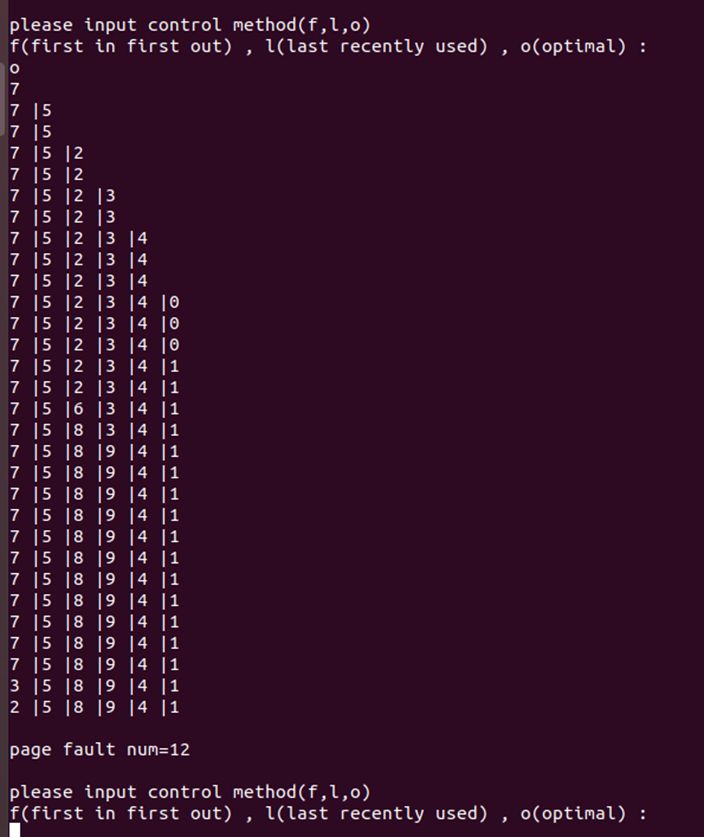 please input control method(f,l,o)
f(first in first out) , l(last recently used) , o(optimal) :
o
7
7 |5
7 |5
7 |5 |2
7 |5 |2
7 |5 |2 |3
7 |5 |2 |3
7 |5 |2 |3 |4
7 |5 |2 |3 |4
7 |5 |2 |3 |4
7 |5 |2 |3 |4 |0
7 |5 |2 |3 |4 |0
7 |5 |2 |3 |4 |0
7 |5 |2 |3 |4 |1
7 |5 |2 |3 |4 |1
7 |5 |6 |3 |4 |1
7 |5 |8 |3 |4 |1
7 |5 |8 |9 |4 |1
7 |5 |8 |9 |4 |1
7 |5 |8 |9 |4 |1
7 |5 |8 |9 |4 |1
7 |5 |8 |9 |4 |1
7 |5 |8 |9 |4 |1
7 |5 |8 |9 |4 |1
7 |5 |8 |9 |4 |1
7 |5 |8 |9 |4 |1
7 |5 |8 |9 |4 |1
7 |5 |8 |9 |4 |1
3 |5 |8 |9 |4 |1
2 |5 |8 |9 |4 |1
page fault num=12
please input control method(f,l,o)
f(first in first out) , l(last recently used) , o(optimal) :